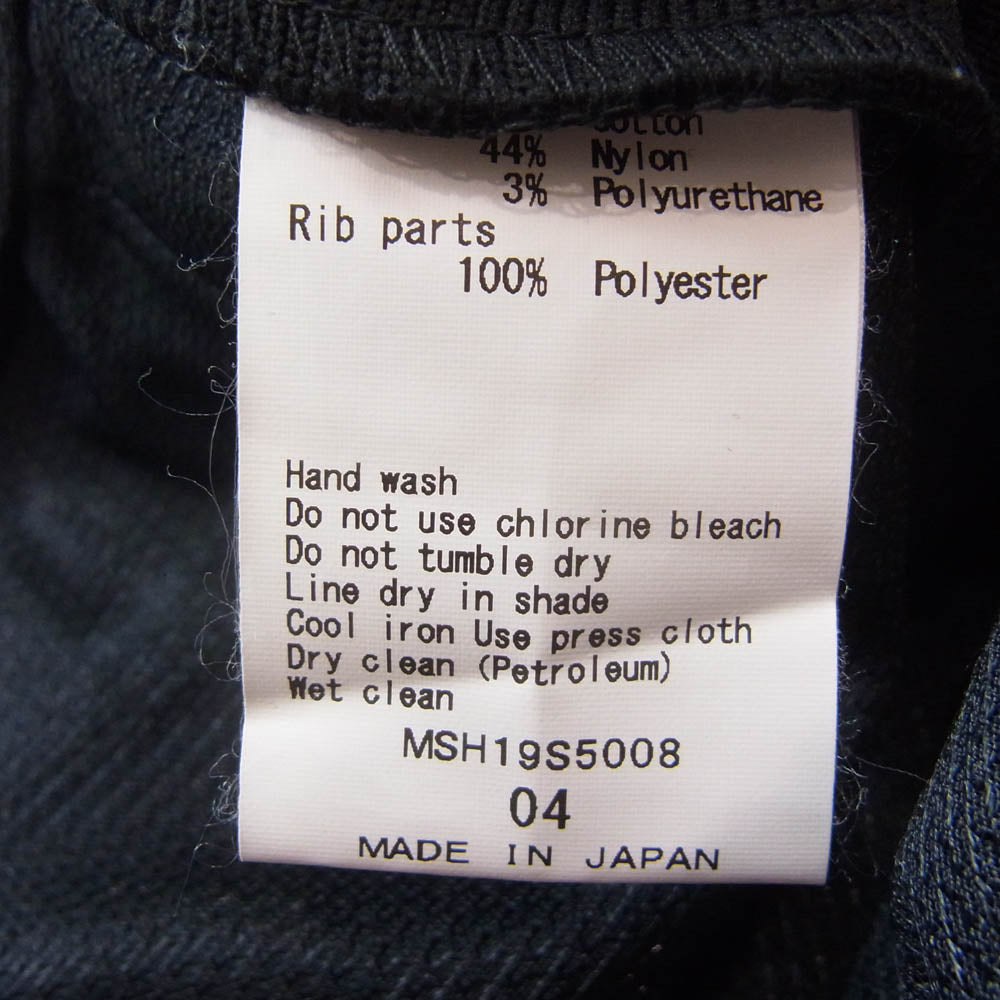 Cotton
44% Nylon
3% Polyurethane
Rib parts
100% Polyester
Hand wash
Do not use chlorine bleach
Do not tumble dry
Line dry in shade
Cool iron Use press cloth
Dry clean (Petroleum)
Wet clean
MSH19S5008
04
MADE IN JAPAN